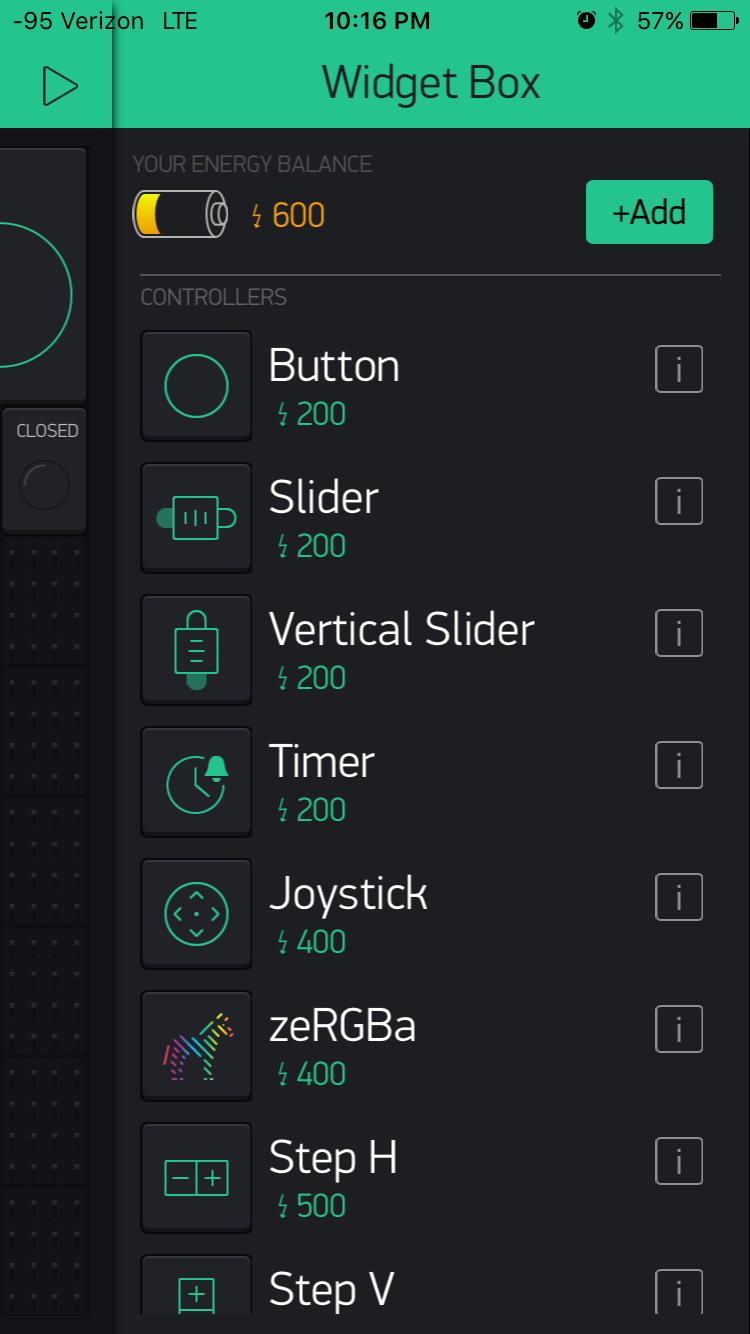 -95 Verizon LTE 10:16 PM 57%
Widget Box
YOUR ENERGY BALANCE
600
+Add
CONTROLLERS
Button
i
200
CLOSED
Slider
i
200
Vertical Slider
i
200
Timer
i
200
Joystick
i
400
zeRGBa
i
400
Step H
i
500
Step V
i